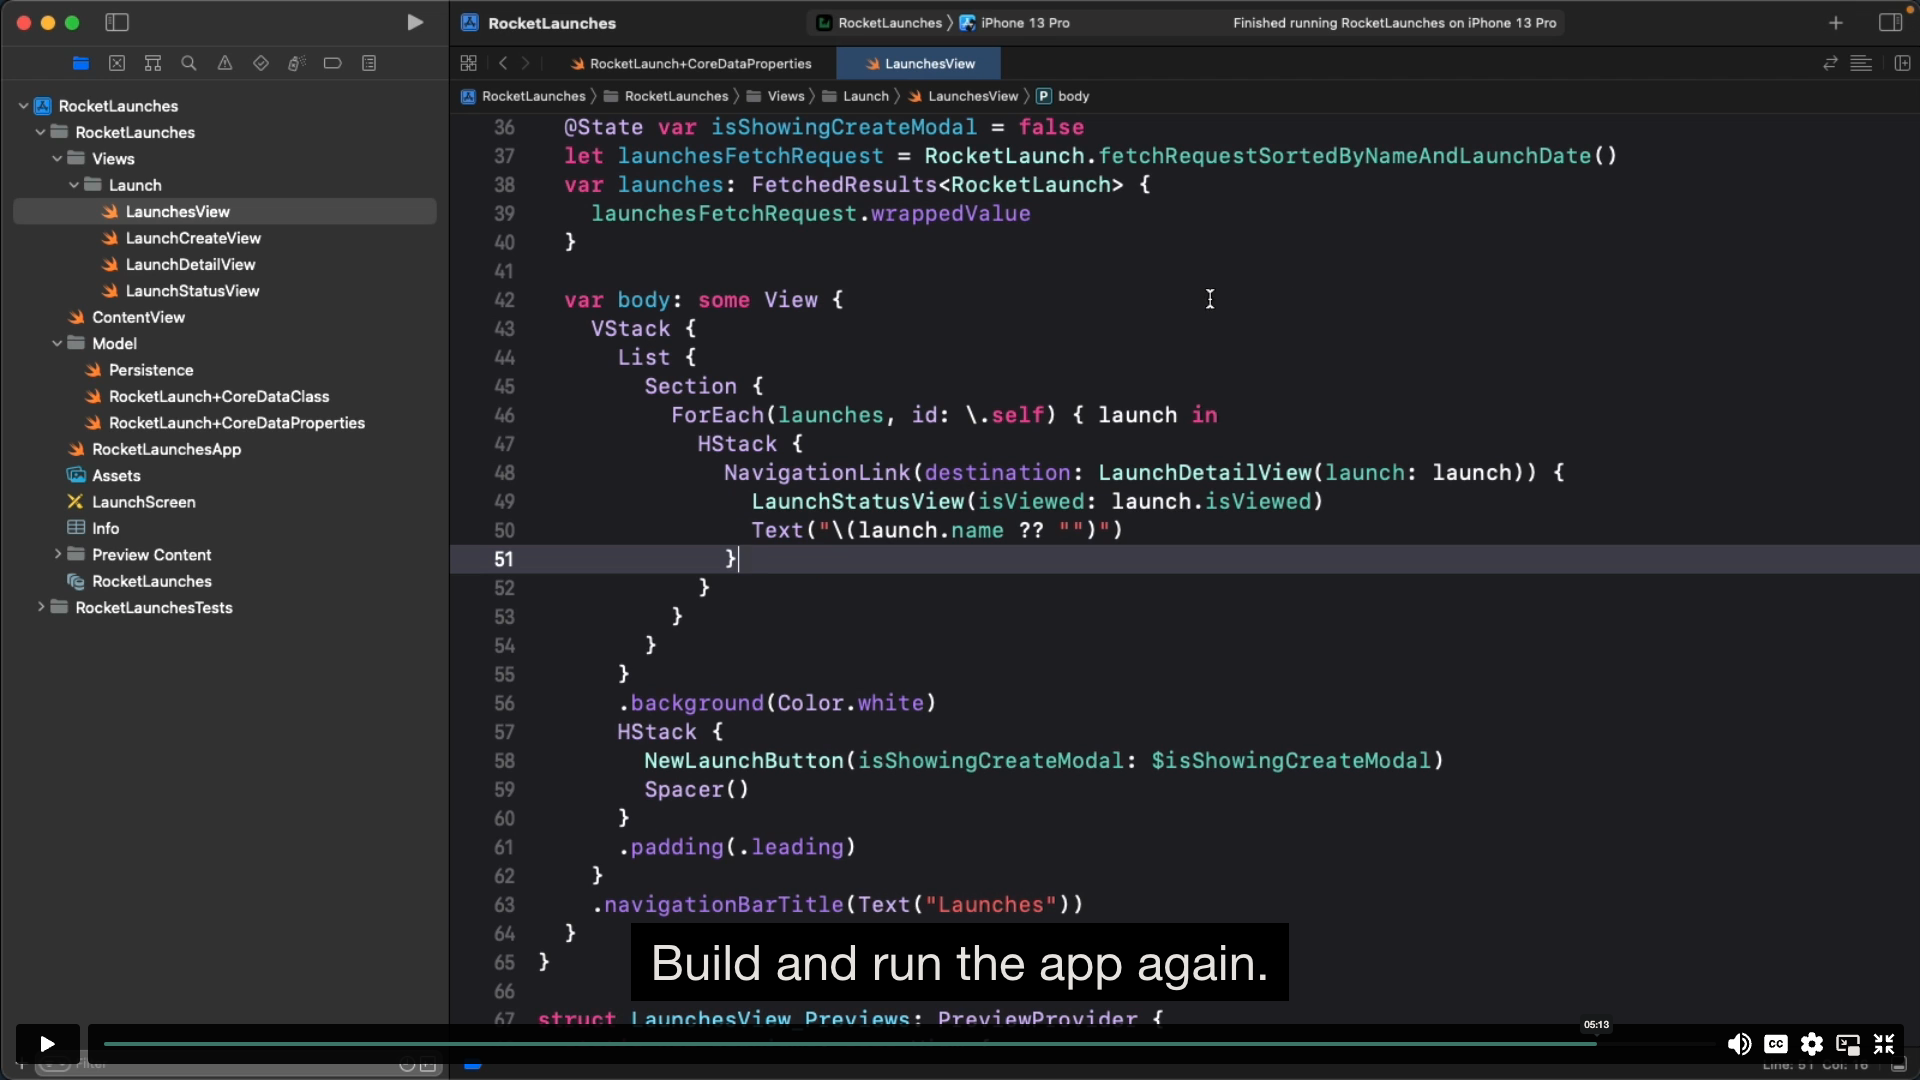 RocketLaunches
RocketLaunches 〉 iPhone 13 Pro
Finished running RocketLaunches on iPhone 13 Pro
RocketLaunch+CoreDataProperties
LaunchesView
RocketLaunches 〉 RocketLaunches 〉 Views 〉 Launch 〉 LaunchesView 〉 P body
RocketLaunches
RocketLaunches
Views
Launch
LaunchesView
LaunchCreateView
LaunchDetailView
LaunchStatusView
ContentView
Model
Persistence
RocketLaunch+CoreDataClass
RocketLaunch+CoreDataProperties
RocketLaunchesApp
Assets
LaunchScreen
Info
Preview Content
RocketLaunches
RocketLaunchesTests
36 @State var isShowingCreateModal = false
37 let launchesFetchRequest = RocketLaunch.fetchRequestSortedByNameAndLaunchDate()
38 var launches: FetchedResults<RocketLaunch> {
39 launchesFetchRequest.wrappedValue
40 }
41
42 var body: some View {
43 VStack {
44 List {
45 Section {
46 ForEach(launches, id: \.self) { launch in
47 HStack {
48 NavigationLink(destination: LaunchDetailView(launch: launch)) {
49 LaunchStatusView(isViewed: launch.isViewed)
50 Text("\(launch.name ?? "")")
51 }
52 }
53 }
54 }
55 }
56 .background(Color.white)
57 HStack {
58 NewLaunchButton(isShowingCreateModal: $isShowingCreateModal)
59 Spacer()
60 }
61 .padding(.leading)
62 }
63 .navigationBarTitle(Text("Launches"))
64 }
65 }
66
67 struct LaunchesView_Previews: PreviewProvider {
Build and run the app again.
05:13
CC
Filter
Line: 51 Col: 16